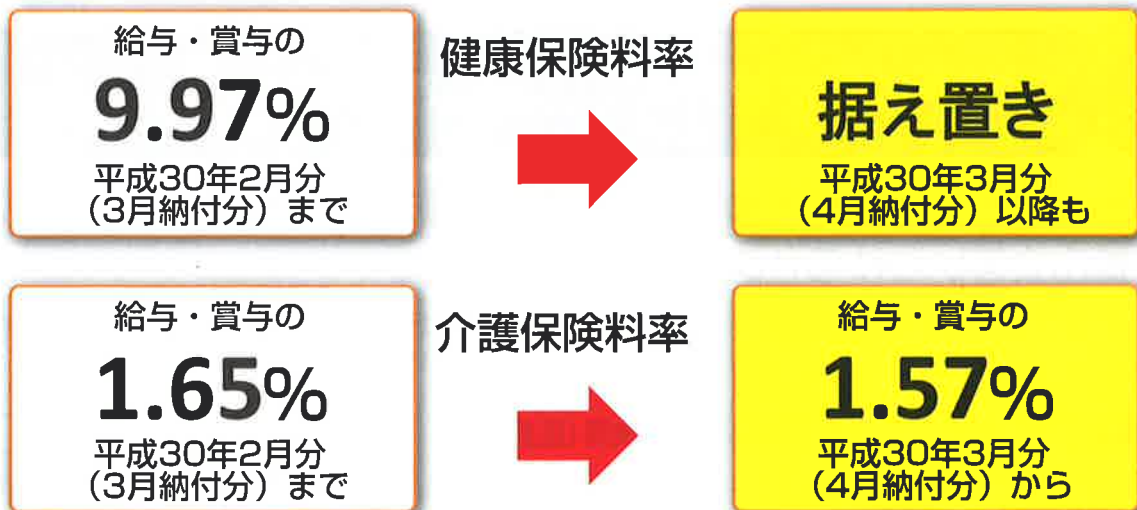 給与・賞与の
9.97%
平成30年2月分
（3月納付分）まで
健康保険料率
据え置き
平成30年3月分
（4月納付分）以降も
給与・賞与の
1.65%
平成30年2月分
（3月納付分）まで
介護保険料率
給与・賞与の
1.57%
平成30年3月分
（4月納付分）から